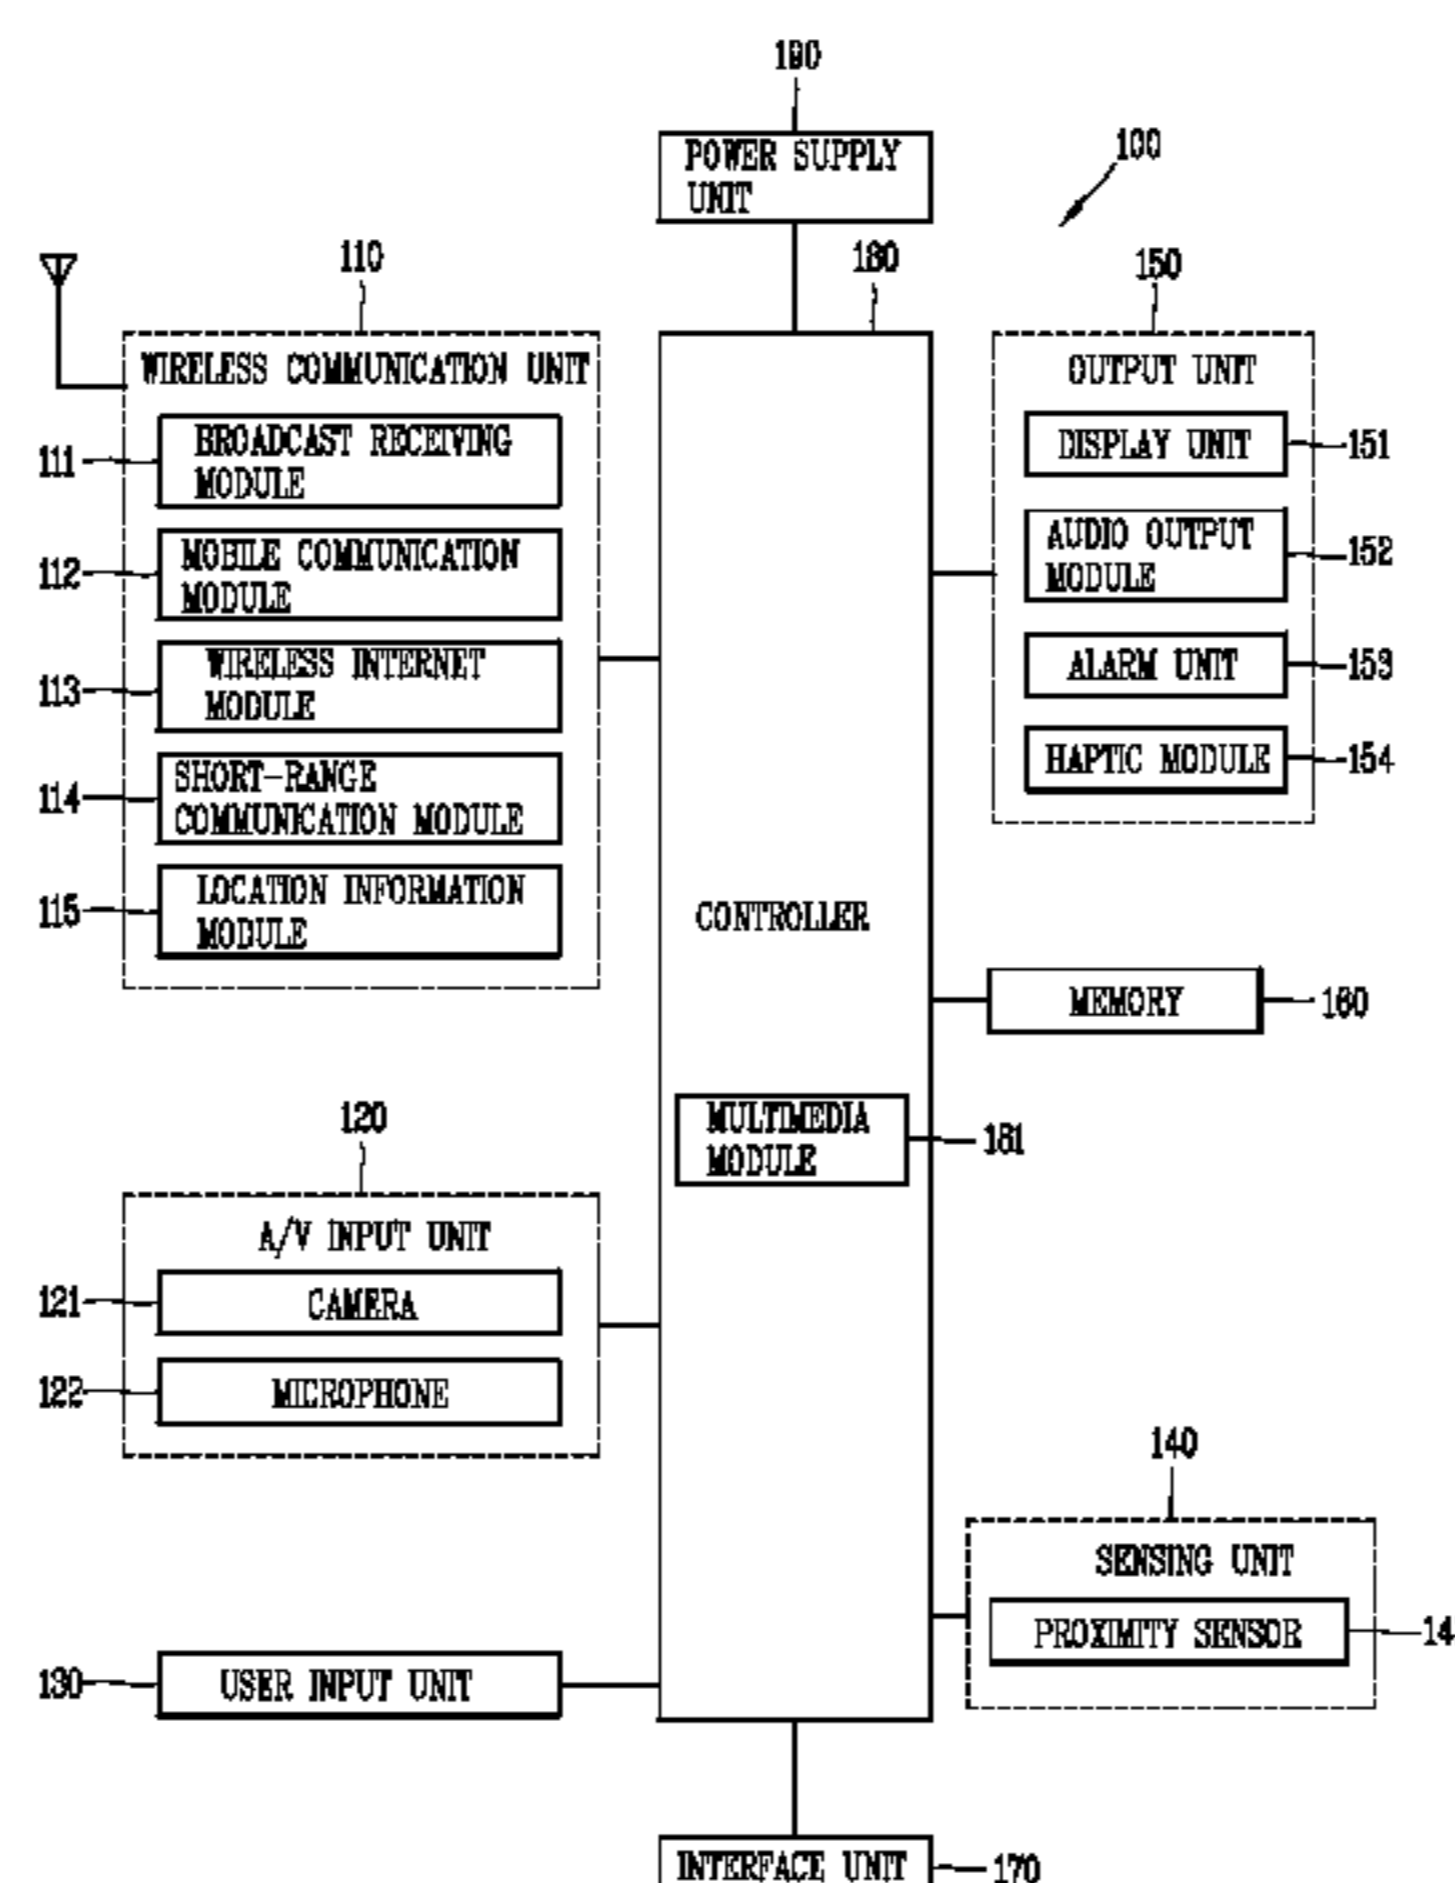 190
POWER SUPPLY
UNIT
100
110
180
150
WIRELESS COMMUNICATION UNIT
111
BROADCAST RECEIVING
MODULE
112
MOBILE COMMUNICATION
MODULE
113
WIRELESS INTERNET
MODULE
114
SHORT-RANGE
COMMUNICATION MODULE
115
LOCATION INFORMATION
MODULE
OUTPUT UNIT
DISPLAY UNIT
151
AUDIO OUTPUT
MODULE
152
ALARM UNIT
153
HAPTIC MODULE
154
CONTROLLER
MEMORY
160
MULTIMEDIA
MODULE
181
120
A/V INPUT UNIT
121
CAMERA
122
MICROPHONE
140
SENSING UNIT
PROXIMITY SENSOR
14
130
USER INPUT UNIT
INTERFACE UNIT
170